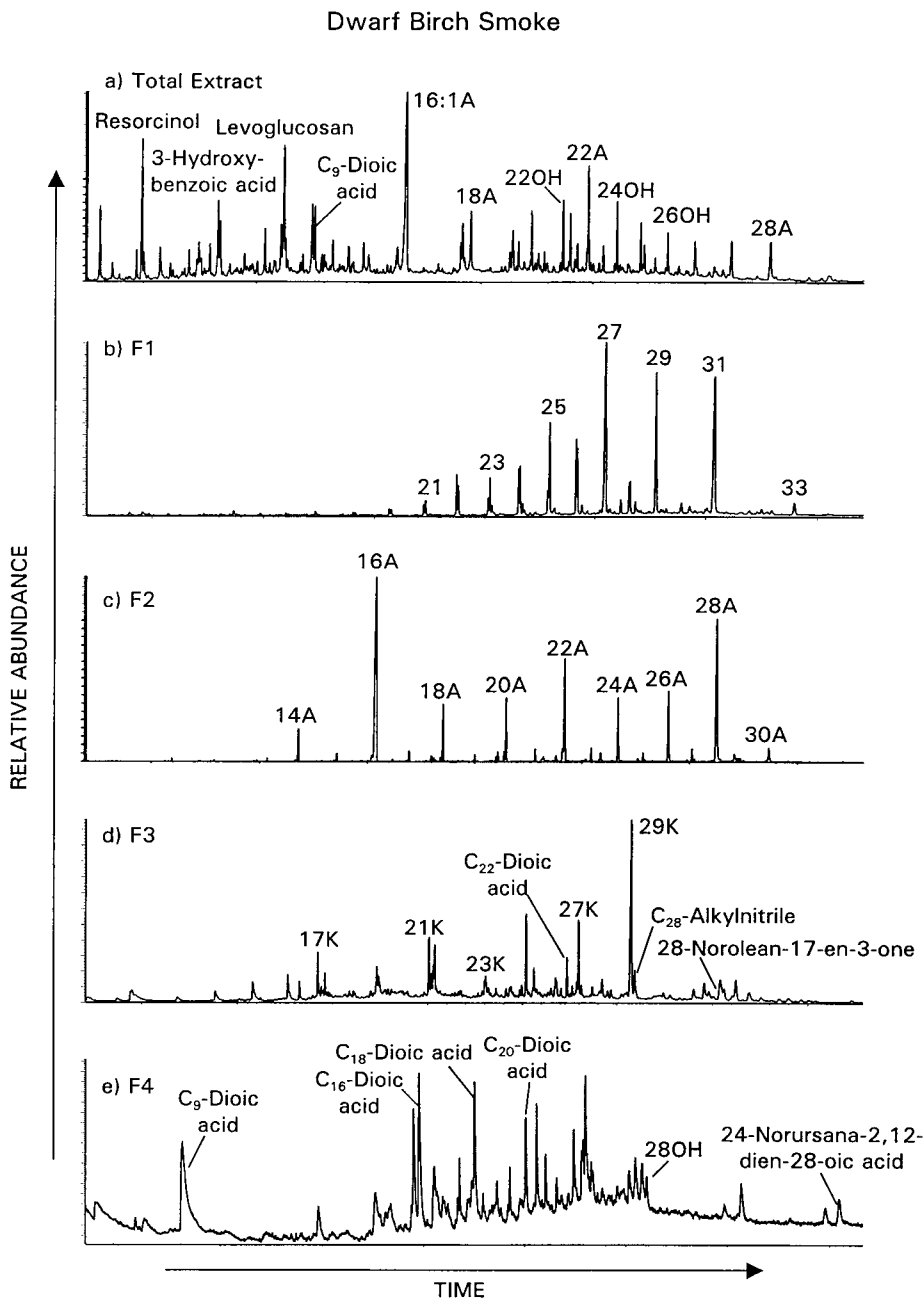 Dwarf Birch Smoke
a) Total Extract
16:1A
Resorcinol
Levoglucosan
3-Hydroxy-
benzoic acid
C₉-Dioic
acid
18A
22OH
22A
24OH
26OH
28A
b) F1
21
23
25
27
29
31
33
c) F2
14A
16A
18A
20A
22A
24A
26A
28A
30A
d) F3
17K
21K
23K
C₂₂-Dioic
acid
27K
29K
C₂₈-Alkylnitrile
28-Norolean-17-en-3-one
e) F4
C₉-Dioic
acid
C₁₈-Dioic acid
C₁₆-Dioic
acid
C₂₀-Dioic
acid
28OH
24-Norursana-2,12-
dien-28-oic acid
RELATIVE ABUNDANCE
TIME